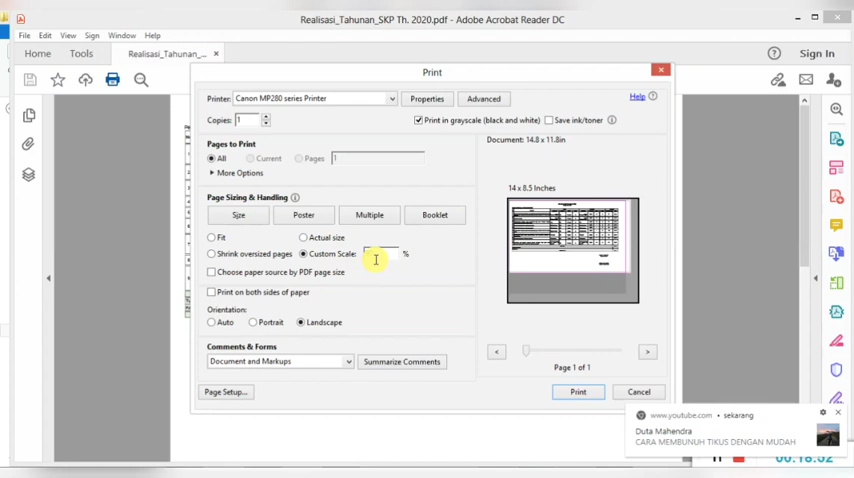 Realisasi_Tahunan_SKP Th. 2020.pdf - Adobe Acrobat Reader DC
File Edit View Sign Window Help
Home Tools Realisasi_Tahunan_... × Sign In
Print
Printer: Canon MP280 series Printer Properties Advanced Help
Copies: 1 Print in grayscale (black and white) Save ink/toner
Pages to Print
All Current Pages 1
More Options
Document: 14.8 x 11.8in
14 x 8.5 Inches
Page Sizing & Handling
Size Poster Multiple Booklet
Fit Actual size
Shrink oversized pages Custom Scale: %
Choose paper source by PDF page size
Print on both sides of paper
Orientation:
Auto Portrait Landscape
Comments & Forms
Document and Markups Summarize Comments
< >
Page 1 of 1
Page Setup... Print Cancel
www.youtube.com • sekarang
Duta Mahendra
CARA MEMBUNUH TIKUS DENGAN MUDAH